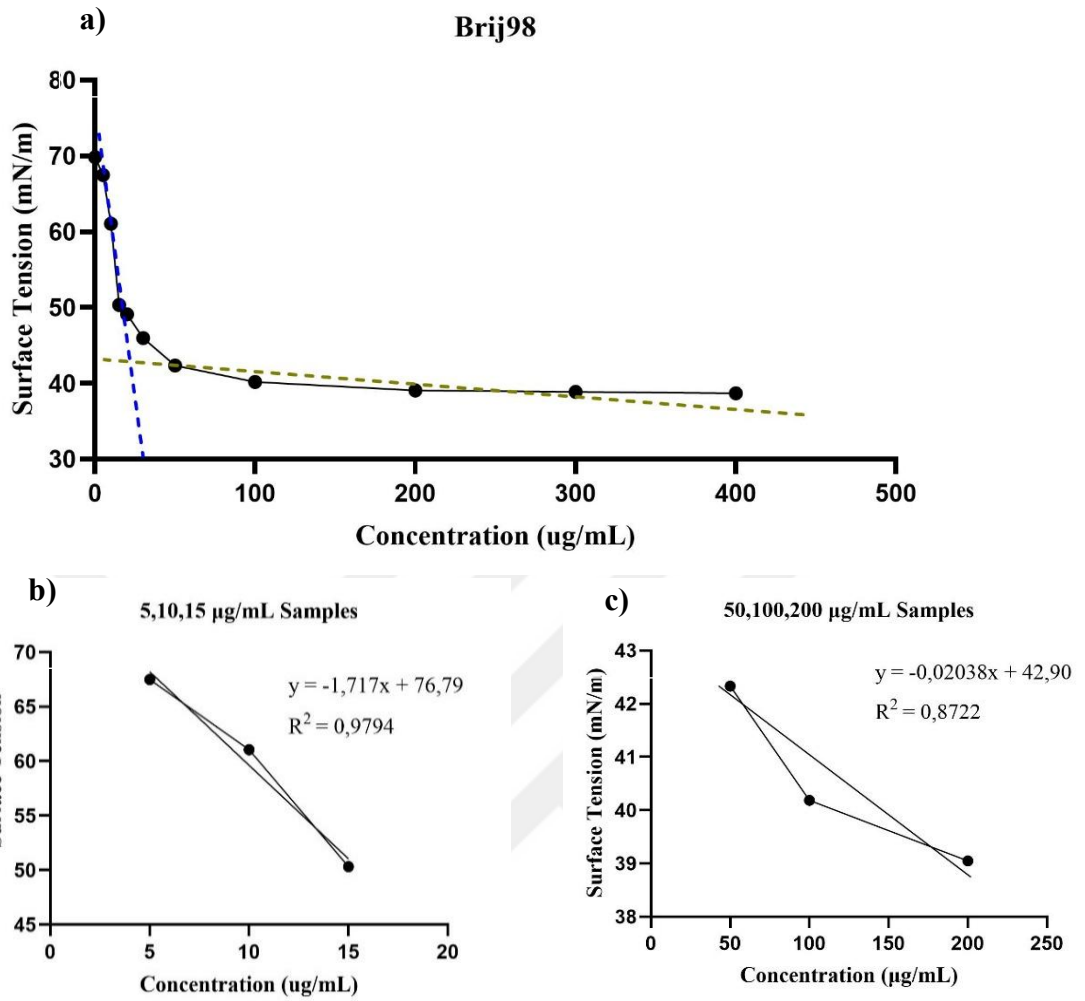 a)
Brij98
Surface Tension (mN/m)
80
70
60
50
40
30
0 100 200 300 400 500
Concentration (ug/mL)
b)
5,10,15 µg/mL Samples
70
65
60
55
50
45
y = -1,717x + 76,79
R² = 0,9794
0 5 10 15 20
Concentration (ug/mL)
c)
50,100,200 µg/mL Samples
Surface Tension (mN/m)
43
42
41
40
39
38
y = -0,02038x + 42,90
R² = 0,8722
0 50 100 150 200 250
Concentration (µg/mL)